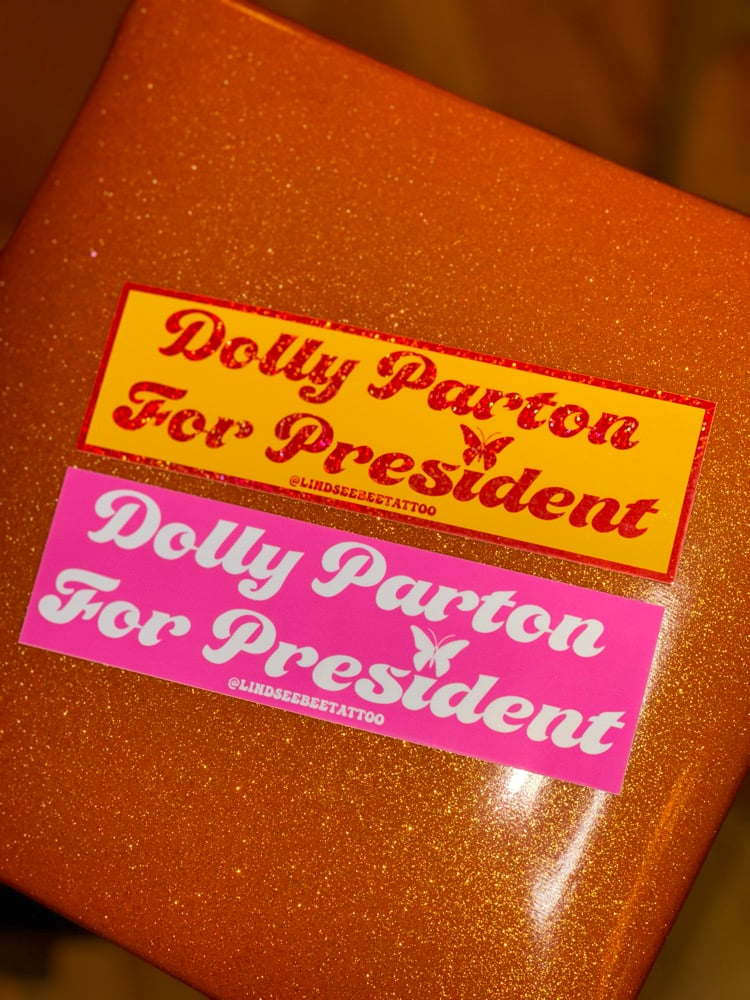 Dolly Parton
For President
@LINDSEEBEETATTOO
Dolly Parton
For President
@LINDSEEBEETATTOO